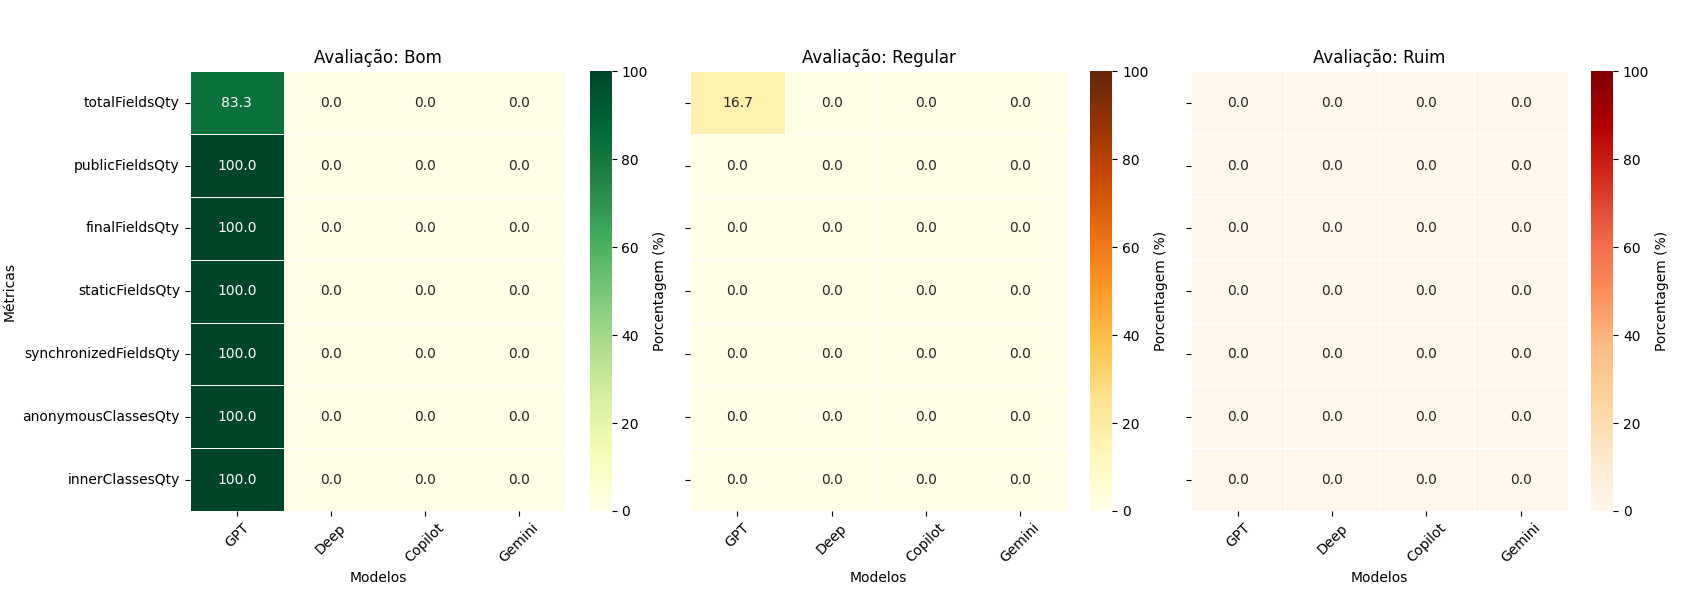 Avaliação: Bom
Avaliação: Regular
Avaliação: Ruim
Métricas
totalFieldsQty
publicFieldsQty
finalFieldsQty
staticFieldsQty
synchronizedFieldsQty
anonymousClassesQty
innerClassesQty
83.3 0.0 0.0 0.0
100.0 0.0 0.0 0.0
100.0 0.0 0.0 0.0
100.0 0.0 0.0 0.0
100.0 0.0 0.0 0.0
100.0 0.0 0.0 0.0
100.0 0.0 0.0 0.0
GPT Deep Copilot Gemini
Modelos
100
80
60
40
20
0
Porcentagem (%)
16.7 0.0 0.0 0.0
0.0 0.0 0.0 0.0
0.0 0.0 0.0 0.0
0.0 0.0 0.0 0.0
0.0 0.0 0.0 0.0
0.0 0.0 0.0 0.0
0.0 0.0 0.0 0.0
GPT Deep Copilot Gemini
Modelos
100
80
60
40
20
0
Porcentagem (%)
0.0 0.0 0.0 0.0
0.0 0.0 0.0 0.0
0.0 0.0 0.0 0.0
0.0 0.0 0.0 0.0
0.0 0.0 0.0 0.0
0.0 0.0 0.0 0.0
0.0 0.0 0.0 0.0
GPT Deep Copilot Gemini
Modelos
100
80
60
40
20
0
Porcentagem (%)